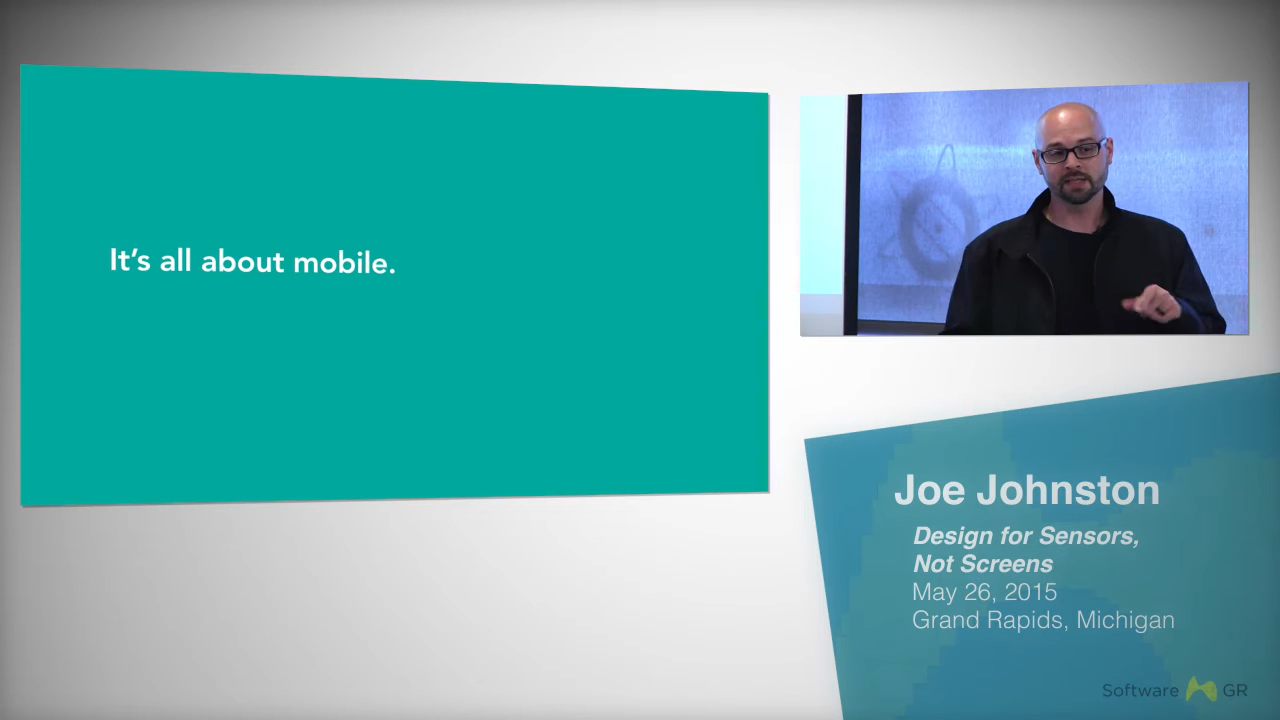 It's all about mobile.
Joe Johnston
Design for Sensors,
Not Screens
May 26, 2015
Grand Rapids, Michigan
Software GR